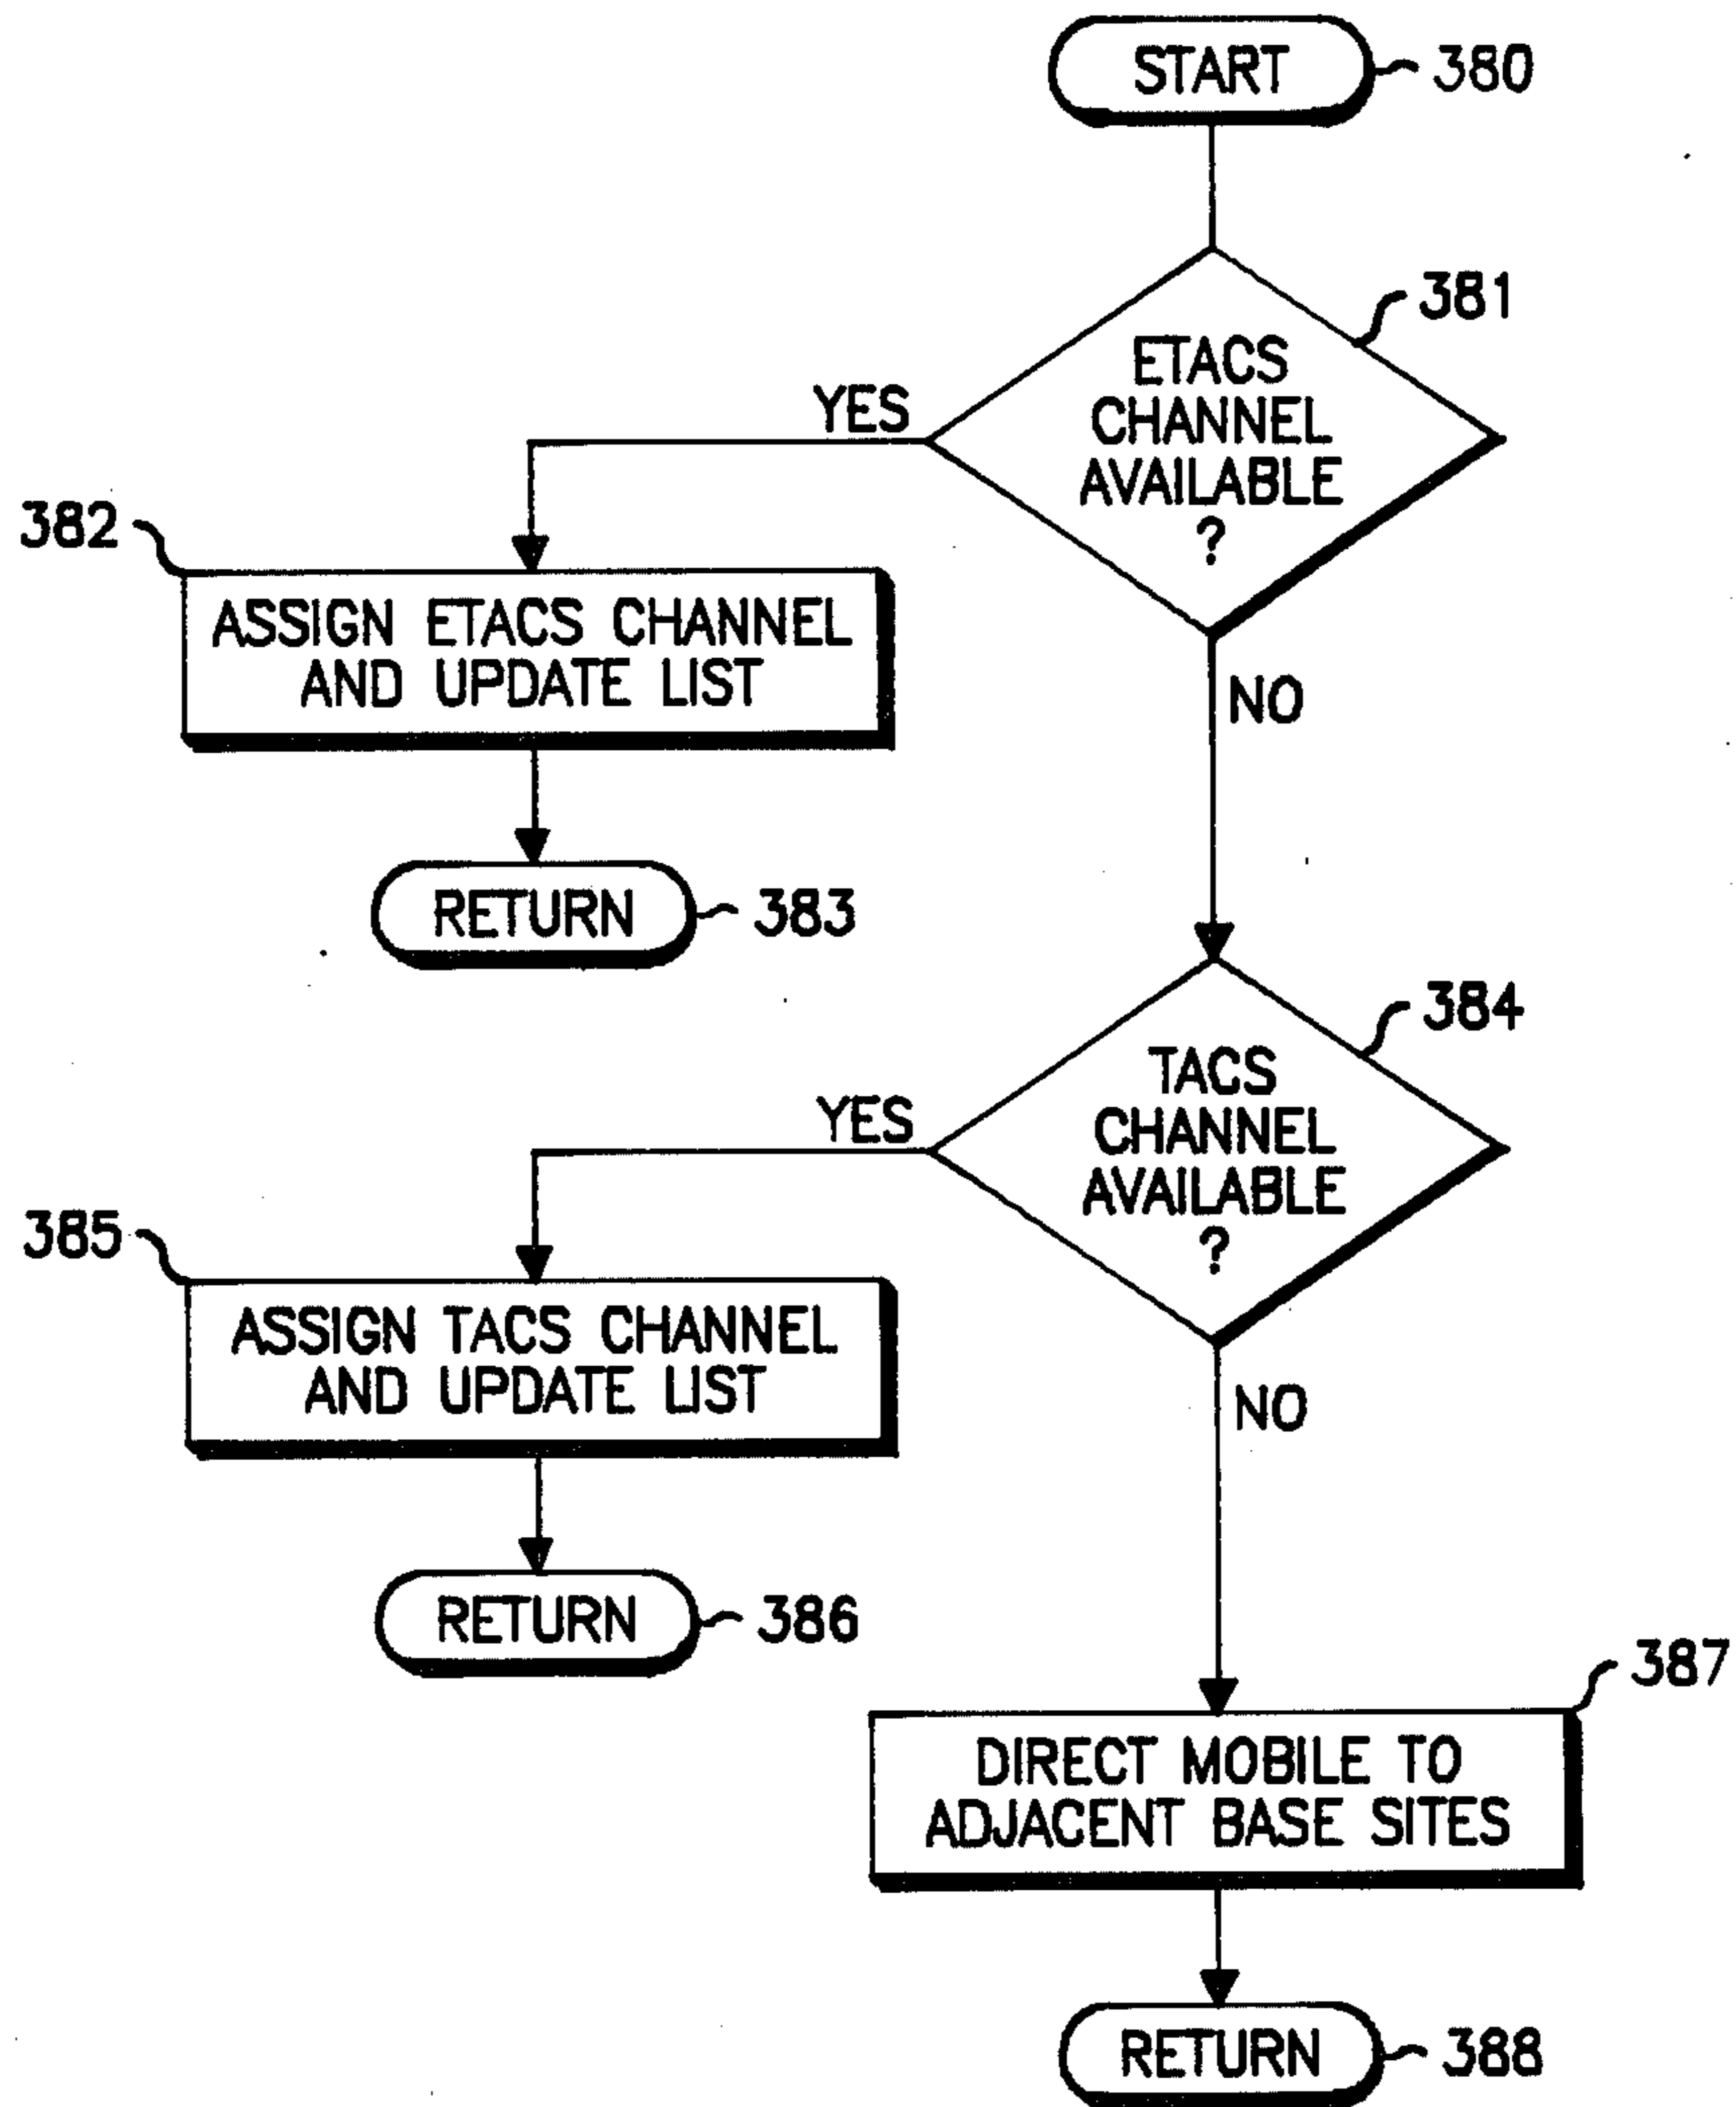 START
380
381
ETACS
CHANNEL
AVAILABLE
?
YES
NO
382
ASSIGN ETACS CHANNEL
AND UPDATE LIST
RETURN
383
384
TACS
CHANNEL
AVAILABLE
?
YES
NO
385
ASSIGN TACS CHANNEL
AND UPDATE LIST
RETURN
386
387
DIRECT MOBILE TO
ADJACENT BASE SITES
RETURN
388